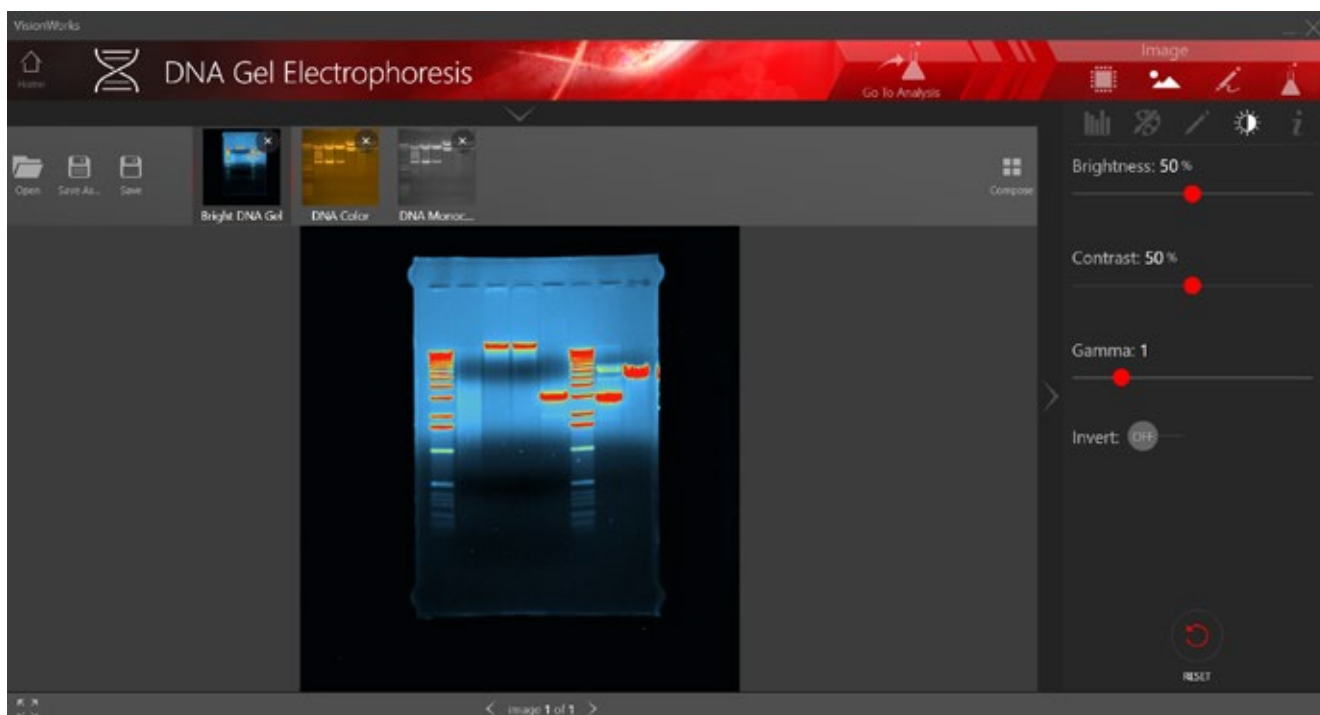 VisionWorks
Home
DNA Gel Electrophoresis
Go To Analysis
Image
Open
Save As...
Save
Bright DNA Gel
DNA Color
DNA Monoc...
Compose
Brightness: 50 %
Contrast: 50 %
Gamma: 1
Invert: OFF
RESET
image 1 of 1